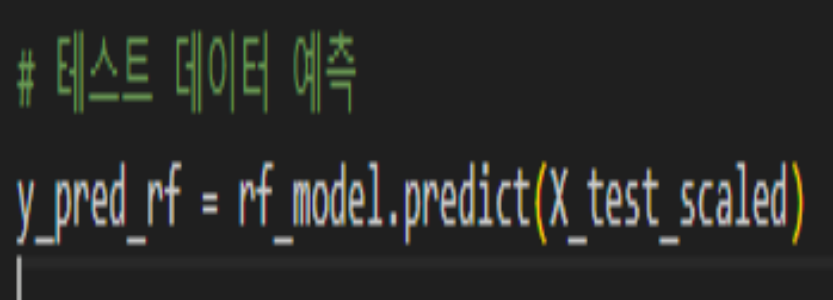 # 테스트 데이터 예측
y_pred_rf = rf_model.predict(X_test_scaled)